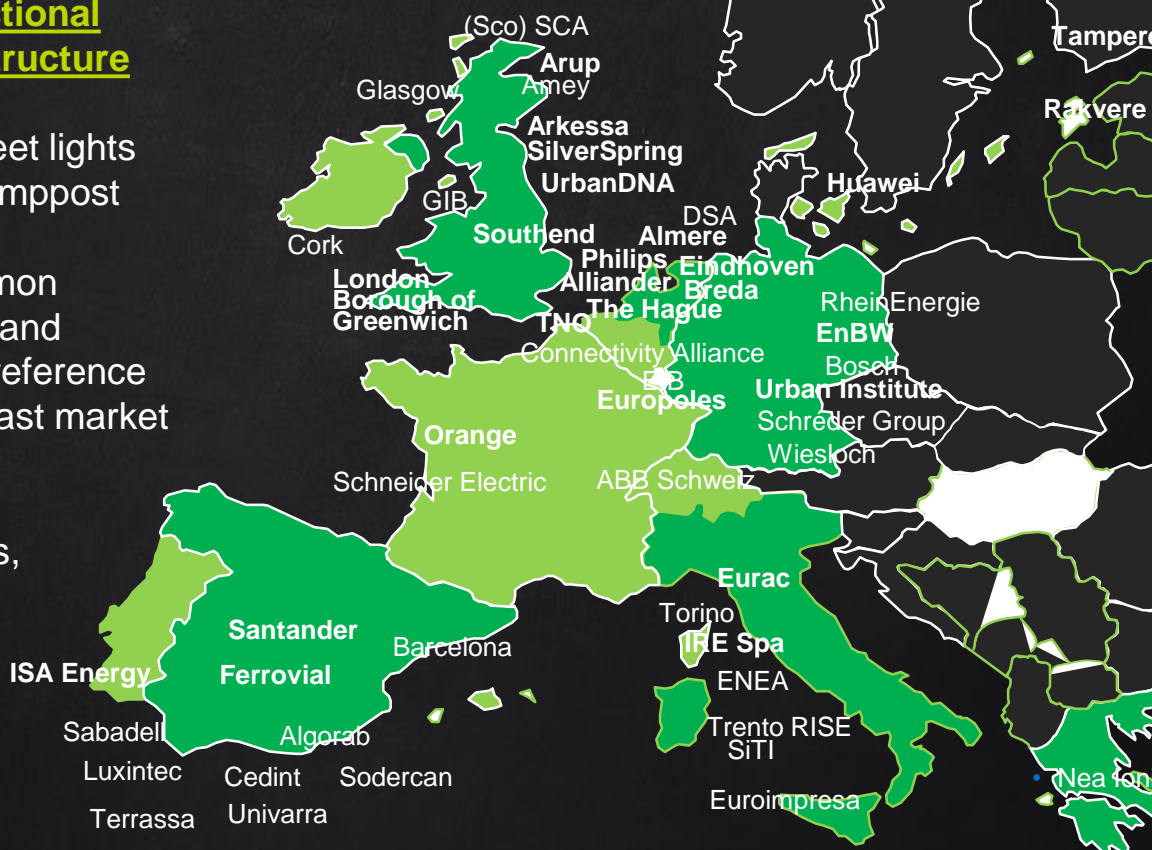 ctional
ructure
eet lights
mppost
mon
and
reference
ast market
s,
(Sco) SCA
Arup
Amey
Glasgow
Arkessa
SilverSpring
UrbanDNA
GIB
Southend
Cork
London
Borough of
Greenwich
Tampere
Rakvere
Huawei
DSA
Almere
Philips
Eindhoven
Alliander
Breda
The Hague
TNO
RheinEnergie
EnBW
Connectivity Alliance
Bosch
EIB
Urban Institute
Europoles
Schréder Group
Orange
Wiesloch
Schneider Electric
ABB Schweiz
Eurac
Torino
Santander
IRE Spa
Barcelona
ISA Energy
Ferrovial
ENEA
Sabadell
Algorab
Trento RISE
SiTI
Luxintec
Cedint
Sodercan
Nea Ion
Euroimpresa
Terrassa
Univarra